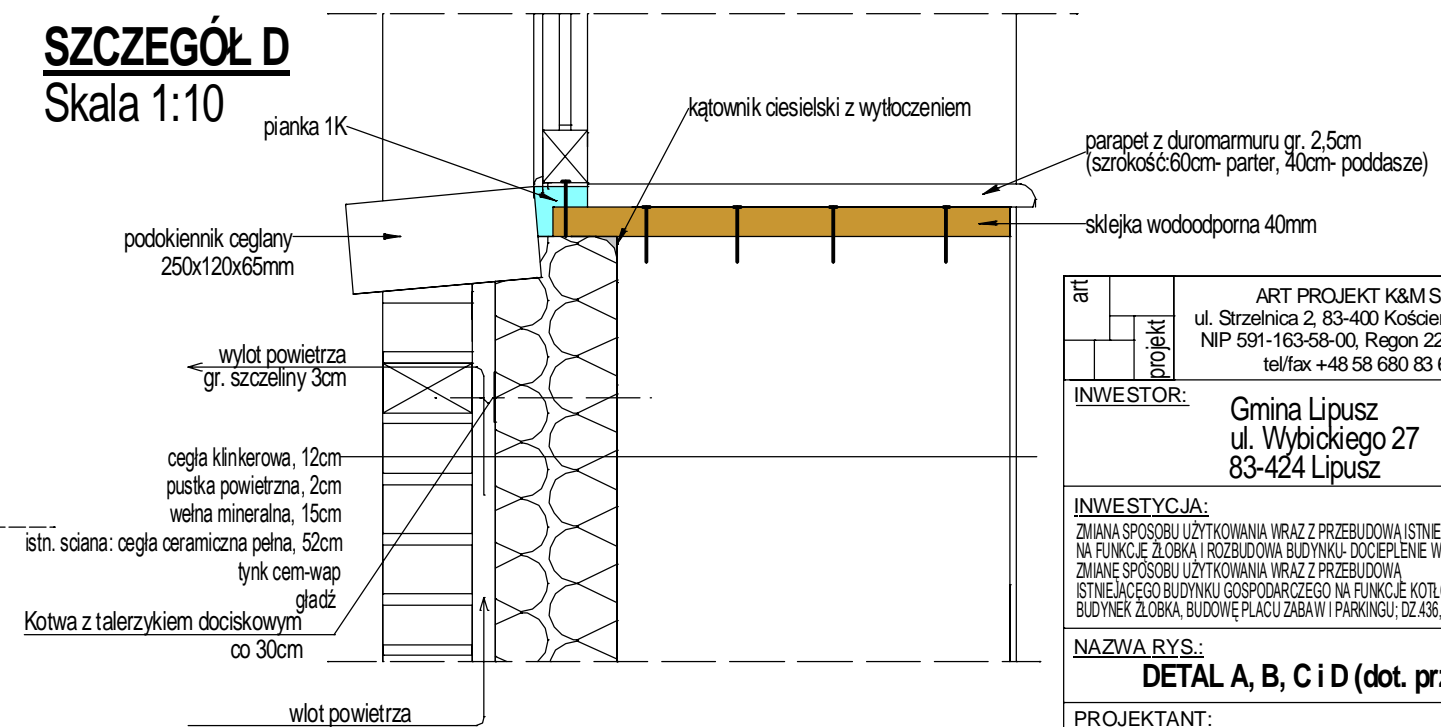 SZCZEGÓŁ D
Skala 1:10
pianka 1K
kątownik ciesielski z wytłoczeniem
parapet z duromarmuru gr. 2,5cm
(szrokość:60cm- parter, 40cm- poddasze)
sklejka wodoodporna 40mm
podokiennik ceglany
250x120x65mm
wylot powietrza
gr. szczeliny 3cm
cegła klinkerowa, 12cm
pustka powietrzna, 2cm
wełna mineralna, 15cm
istn. sciana: cegła ceramiczna pełna, 52cm
tynk cem-wap
gładź
Kotwa z talerzykiem dociskowym
co 30cm
wlot powietrza
art
projekt
ART PROJEKT K&M S
ul. Strzelnica 2, 83-400 Kościer
NIP 591-163-58-00, Regon 22
tel/fax +48 58 680 83 6
INWESTOR:
Gmina Lipusz
ul. Wybickiego 27
83-424 Lipusz
INWESTYCJA:
ZMIANA SPOSOBU UŻYTKOWANIA WRAZ Z PRZEBUDOWĄ ISTNIE
NA FUNKCJĘ ŻŁOBKA I ROZBUDOWA BUDYNKU- DOCIEPLENIE W
ZMIANE SPOSOBU UŻYTKOWANIA WRAZ Z PRZEBUDOWĄ
ISTNIEJĄCEGO BUDYNKU GOSPODARCZEGO NA FUNKCJE KOTŁ
BUDYNEK ŻŁOBKA, BUDOWĘ PLACU ZABAW I PARKINGU; DZ.436,
NAZWA RYS.:
DETAL A, B, C i D (dot. prz
PROJEKTANT: